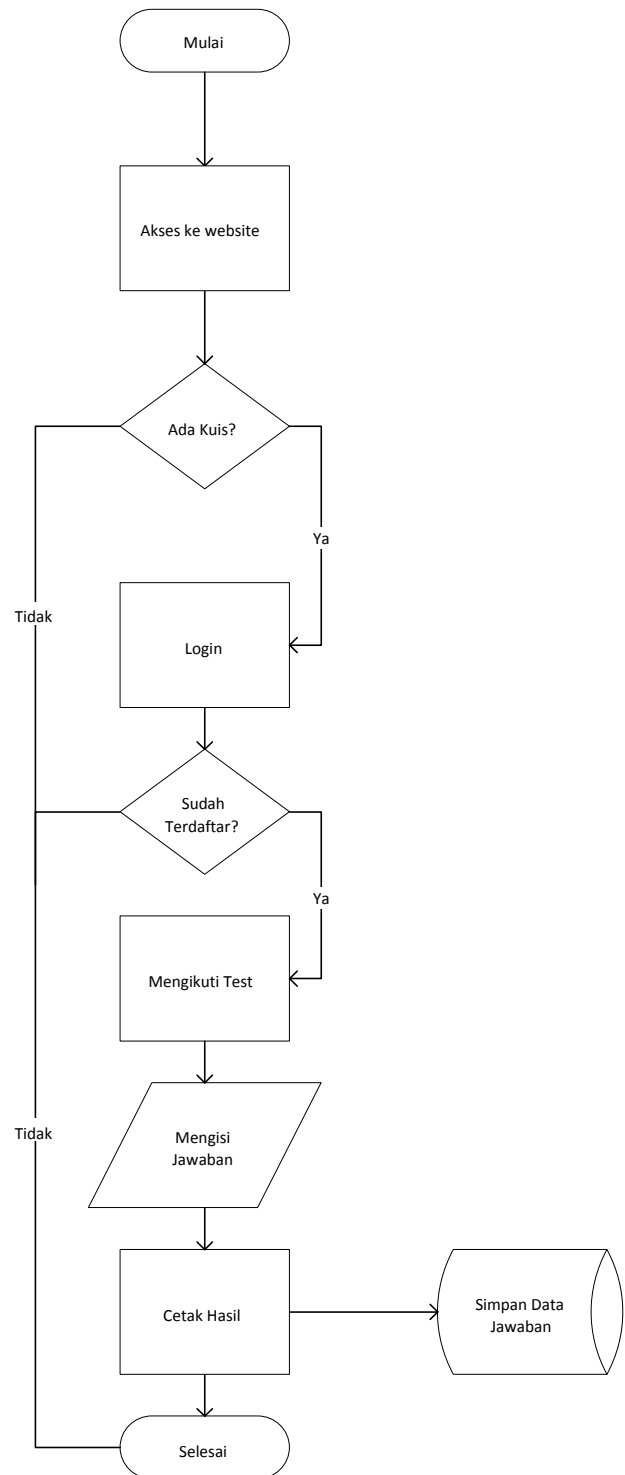 Mulai
Akses ke website
Ada Kuis?
Ya
Tidak
Login
Sudah
Terdaftar?
Ya
Mengikuti Test
Tidak
Mengisi
Jawaban
Cetak Hasil
Simpan Data
Jawaban
Selesai